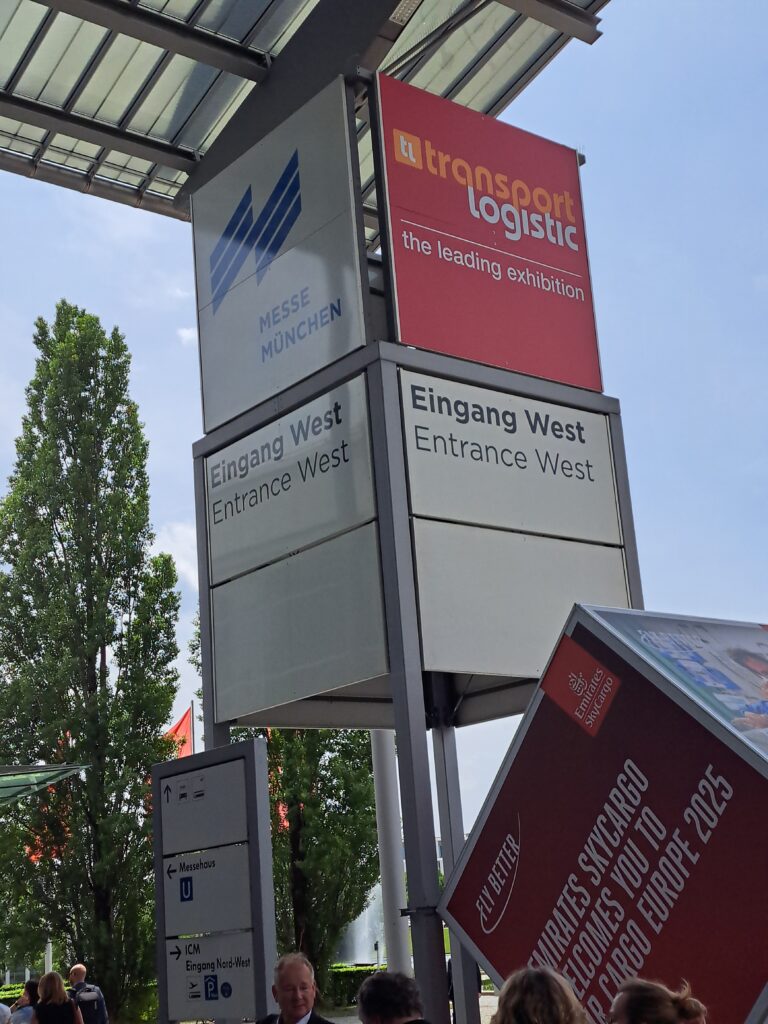 MESSE
MÜNCHEN
tl transport
logistic
the leading exhibition
Eingang West
Entrance West
Eingang West
Entrance West
Emirates
SkyCargo
FLY BETTER
EMIRATES SKYCARGO
WELCOMES YOU TO
AIR CARGO EUROPE 2025
Messehaus
U
ICM
Eingang Nord-West
P